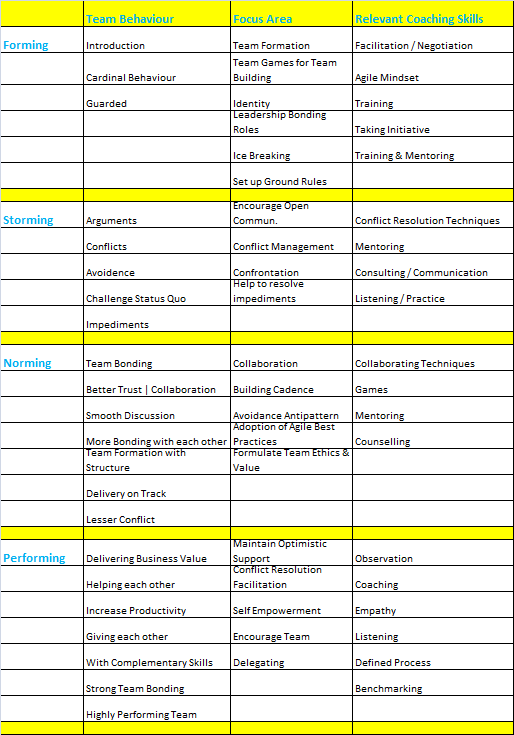 Team Behaviour Focus Area Relevant Coaching Skills
Forming Introduction Team Formation Facilitation / Negotiation
Team Games for Team
Cardinal Behaviour Building Agile Mindset
Guarded Identity Training
Leadership Bonding
Roles Taking Initiative
Ice Breaking Training & Mentoring
Set up Ground Rules
Encourage Open
Storming Arguments Commun. Conflict Resolution Techniques
Conflicts Conflict Management Mentoring
Avoidence Confrontation Consulting / Communication
Help to resolve
Challenge Status Quo impediments Listening / Practice
Impediments
Norming Team Bonding Collaboration Collaborating Techniques
Better Trust | Collaboration Building Cadence Games
Smooth Discussion Avoidance Antipattern Mentoring
Adoption of Agile Best
More Bonding with each other Practices Counselling
Team Formation with Formulate Team Ethics &
Structure Value
Delivery on Track
Lesser Conflict
Maintain Optimistic
Performing Delivering Business Value Support Observation
Conflict Resolution
Helping each other Facilitation Coaching
Increase Productivity Self Empowerment Empathy
Giving each other Encourage Team Listening
With Complementary Skills Delegating Defined Process
Strong Team Bonding Benchmarking
Highly Performing Team